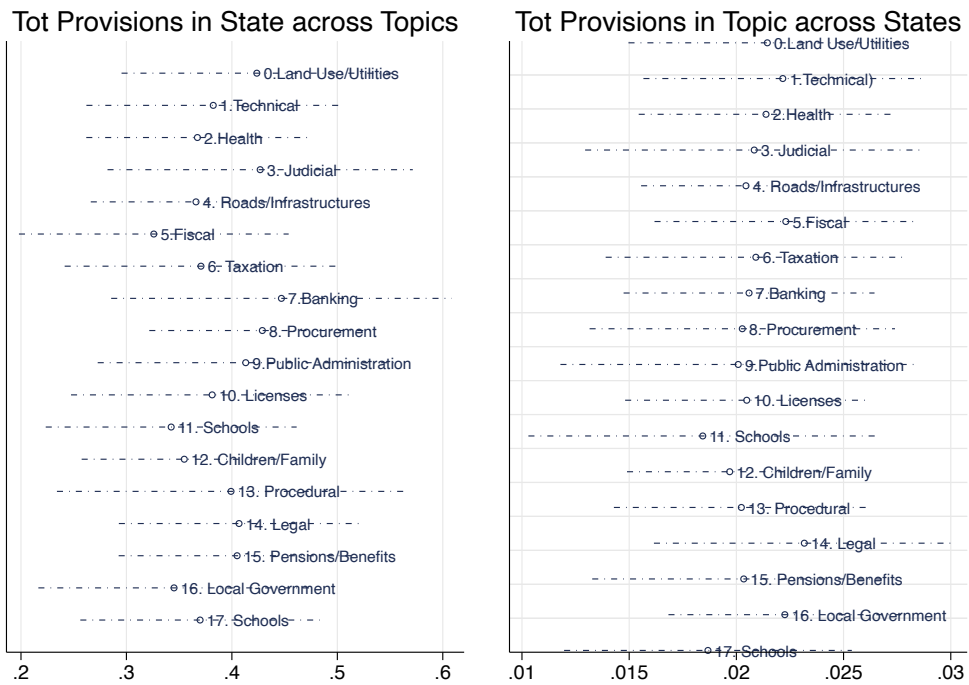 Tot Provisions in State across Topics
0.Land Use/Utilities
1.Technical
2.Health
3. Judicial
4. Roads/Infrastructures
5.Fiscal
6. Taxation
7.Banking
8. Procurement
9.Public Administration
10. Licenses
11. Schools
12. Children/Family
13. Procedural
14. Legal
15. Pensions/Benefits
16. Local Government
17. Schools
.2 .3 .4 .5 .6
Tot Provisions in Topic across States
0.Land Use/Utilities
1.Technical)
2.Health
3. Judicial
4. Roads/Infrastructures
5.Fiscal
6. Taxation
7.Banking
8. Procurement
9.Public Administration
10. Licenses
11. Schools
12. Children/Family
13. Procedural
14. Legal
15. Pensions/Benefits
16. Local Government
17. Schools
.01 .015 .02 .025 .03